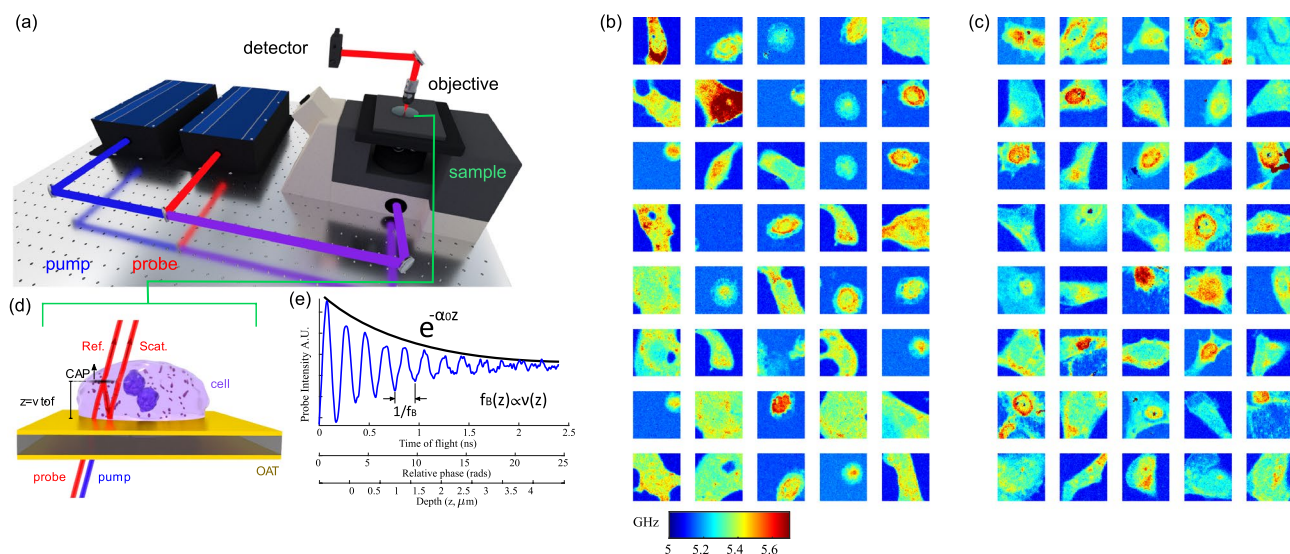 (a)
detector
objective
sample
pump
probe
(b)
(c)
(d)
Ref.
Scat.
CAP
cell
z=v tof
OAT
probe
pump
(e)
Probe Intensity A.U.
e^-α₀z
1/f_B
f_B(z)∝v(z)
0 0.5 1 1.5 2 2.5
Time of flight (ns)
0 5 10 15 20 25
Relative phase (rads)
0 0.5 1 1.5 2 2.5 3 3.5 4
Depth (z, μm)
GHz
5 5.2 5.4 5.6